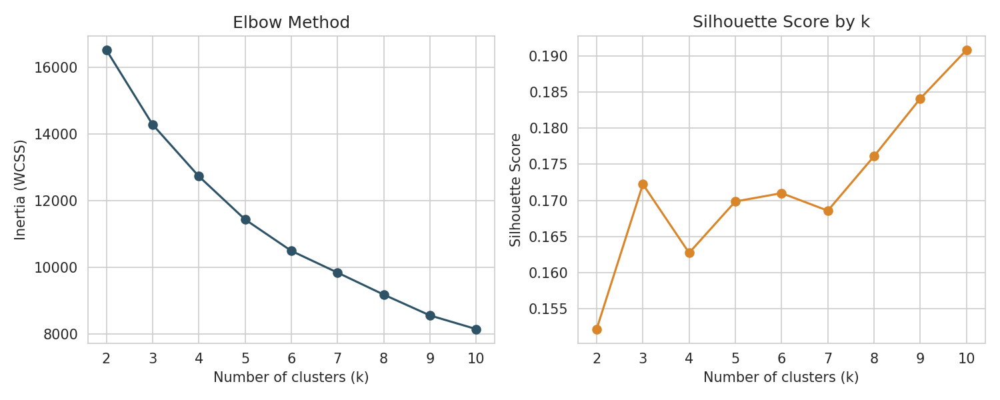 Elbow Method
Inertia (WCSS)
16000
14000
12000
10000
8000
2 3 4 5 6 7 8 9 10
Number of clusters (k)
Silhouette Score by k
Silhouette Score
0.190
0.185
0.180
0.175
0.170
0.165
0.160
0.155
2 3 4 5 6 7 8 9 10
Number of clusters (k)